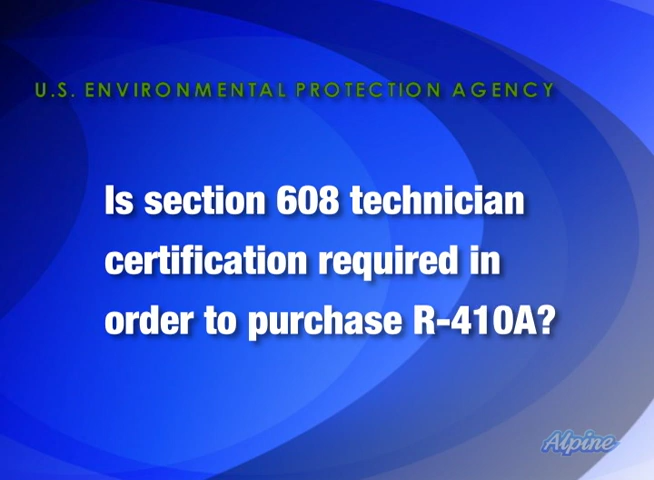 U.S. ENVIRONMENTAL PROTECTION AGENCY
Is section 608 technician
certification required in
order to purchase R-410A?
Alpine